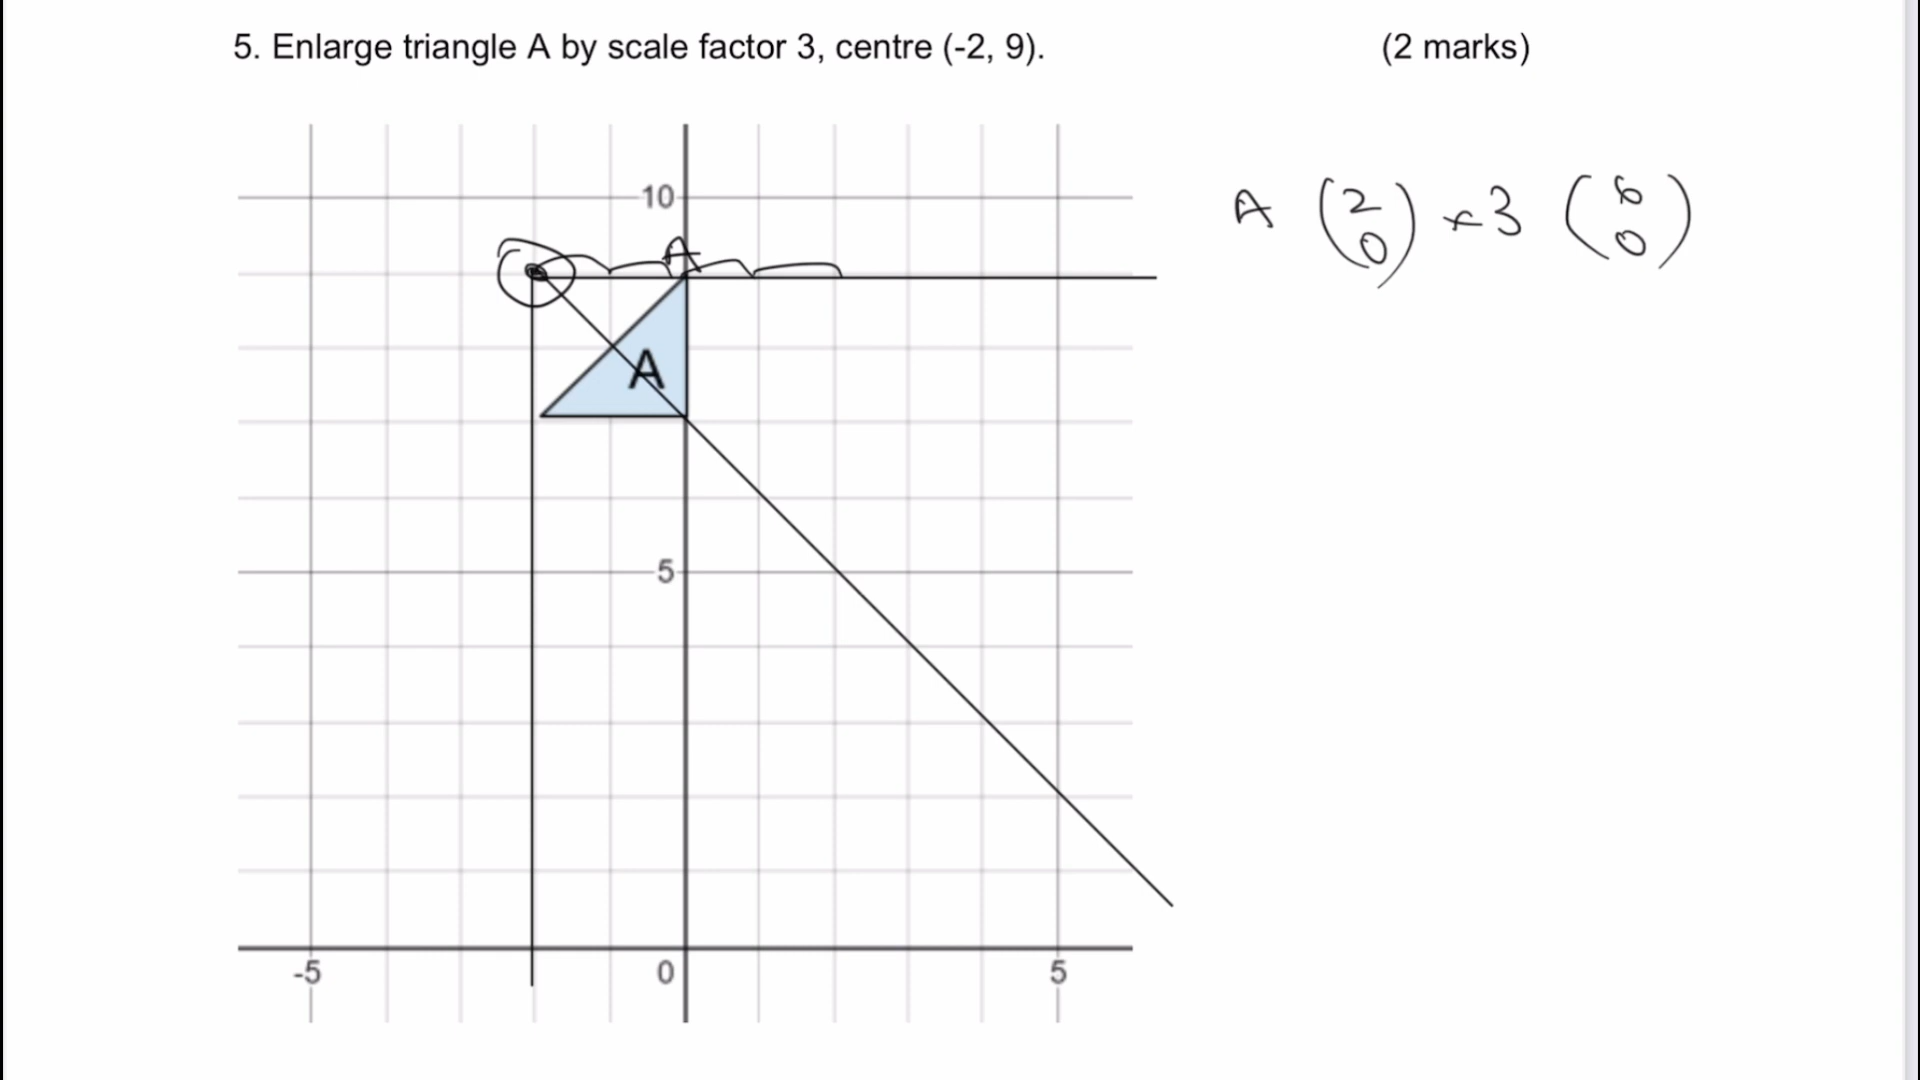 5. Enlarge triangle A by scale factor 3, centre (-2, 9). (2 marks)
10
A
A (2 0) ×3 (6 0)
A
5
-5 0 5